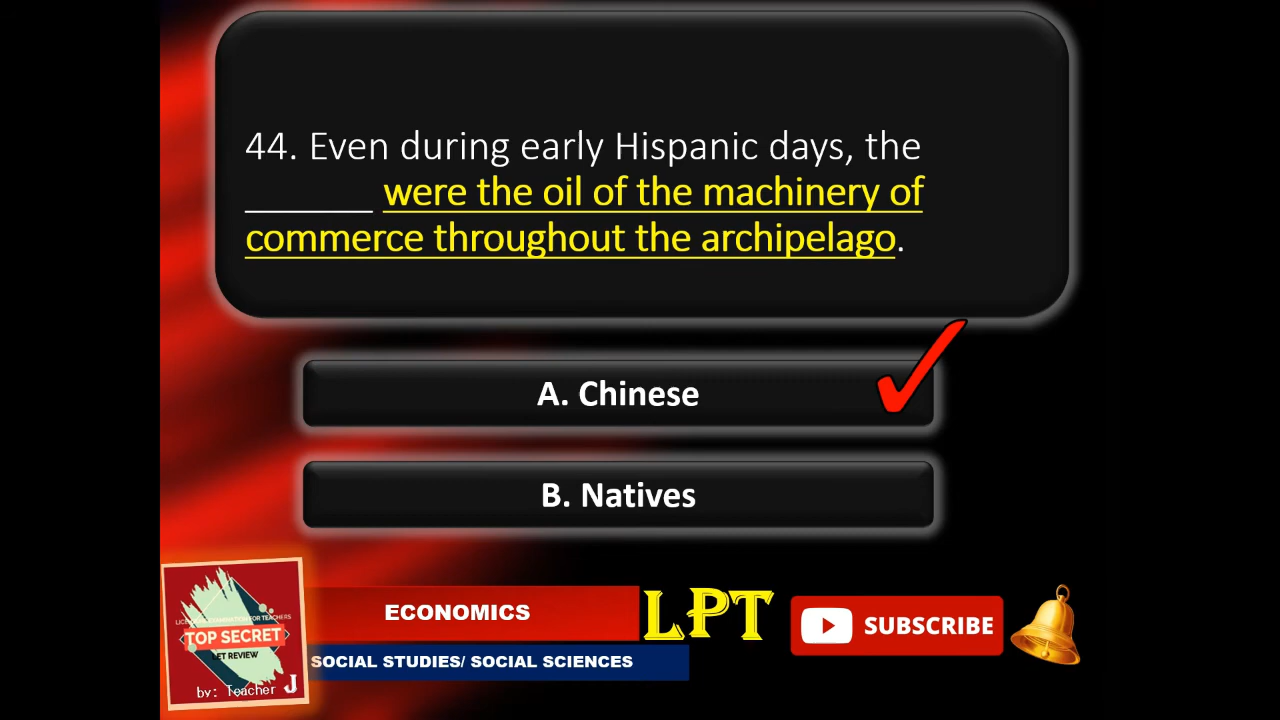 44. Even during early Hispanic days, the
_______ were the oil of the machinery of
commerce throughout the archipelago.
A. Chinese
B. Natives
LICENSURE EXAMINATION FOR TEACHERS
TOP SECRET
LET REVIEW
by: Teacher J
ECONOMICS
SOCIAL STUDIES/ SOCIAL SCIENCES
LPT
SUBSCRIBE